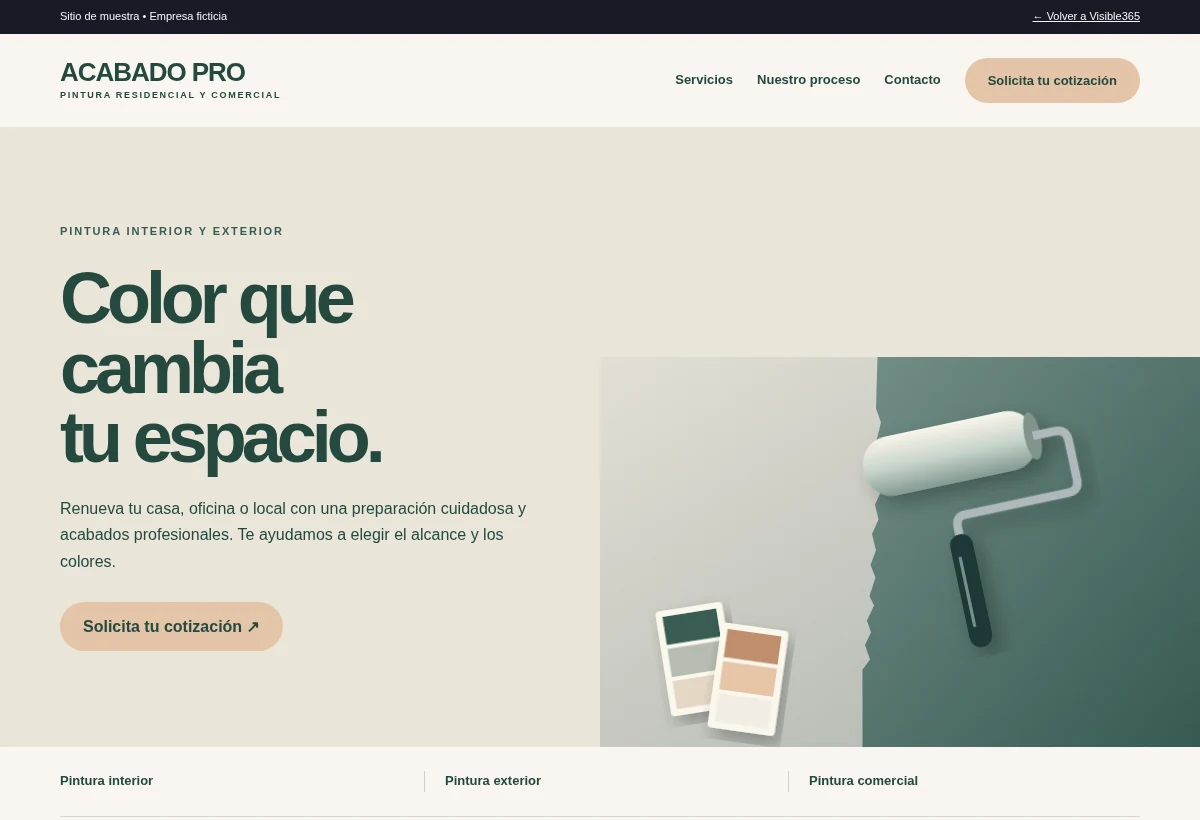 Sitio de muestra • Empresa ficticia
← Volver a Visible365
ACABADO PRO
PINTURA RESIDENCIAL Y COMERCIAL
Servicios
Nuestro proceso
Contacto
Solicita tu cotización
PINTURA INTERIOR Y EXTERIOR
Color que
cambia
tu espacio.
Renueva tu casa, oficina o local con una preparación cuidadosa y
acabados profesionales. Te ayudamos a elegir el alcance y los
colores.
Solicita tu cotización ↗
Pintura interior
Pintura exterior
Pintura comercial